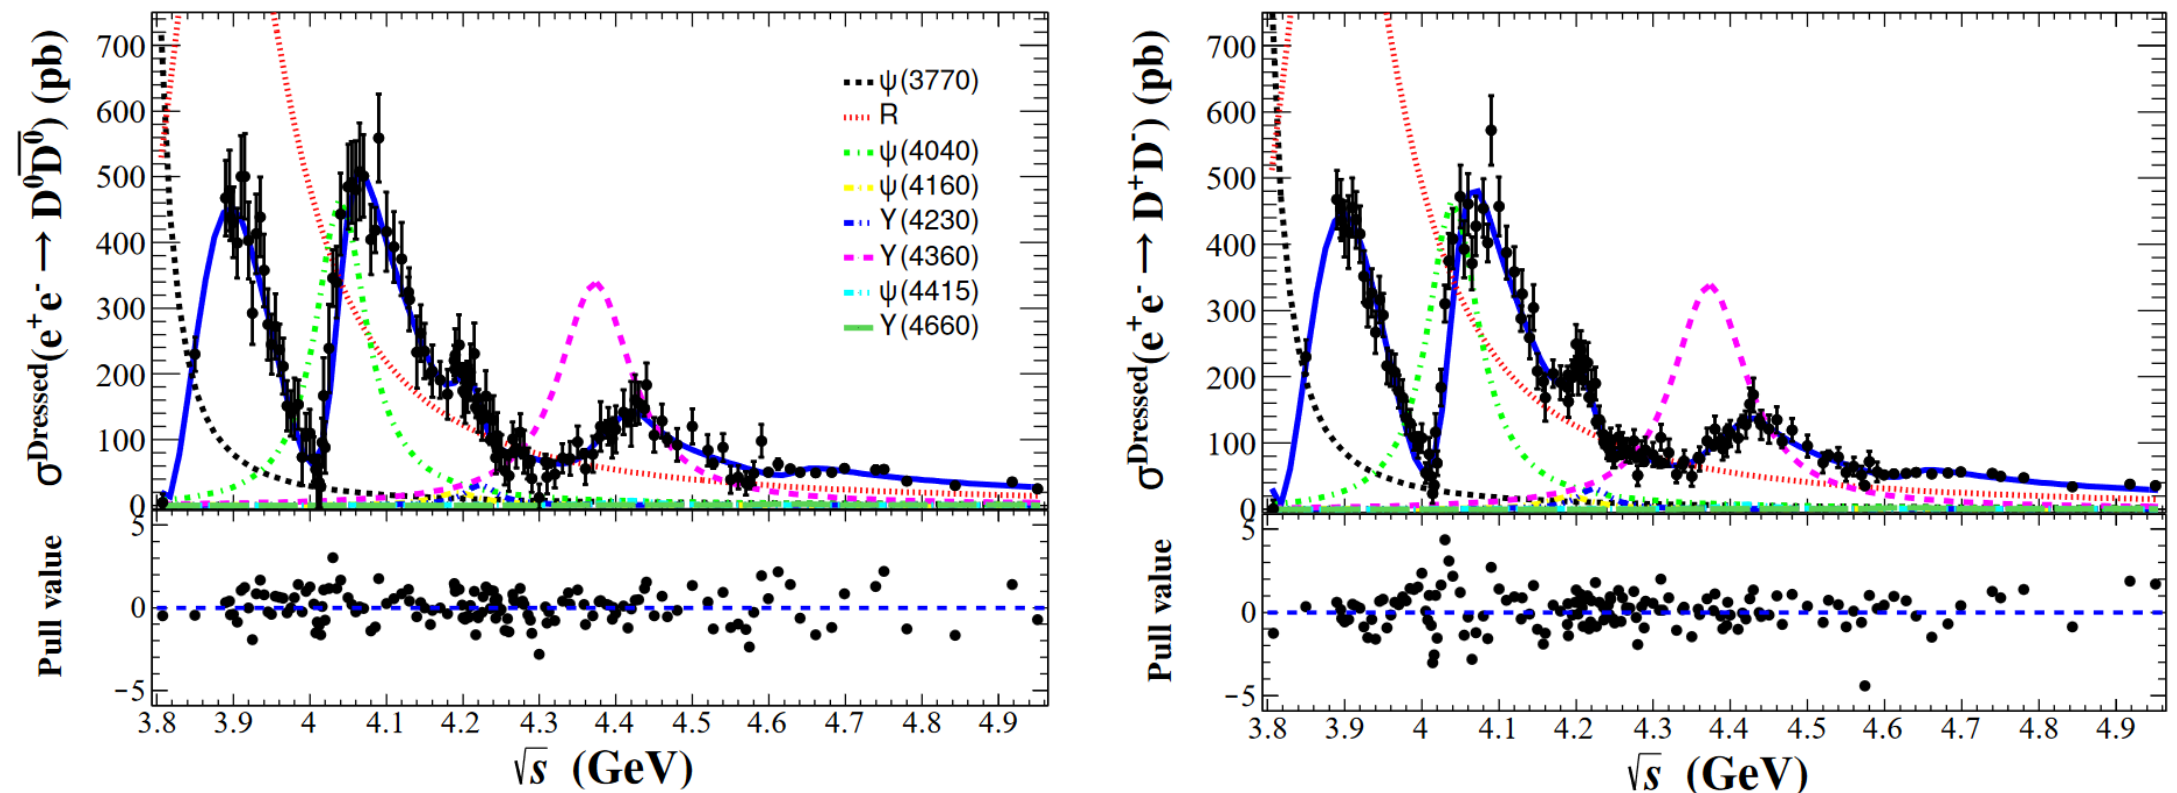 σ^Dressed(e⁺e⁻ → D⁰D̅⁰) (pb)
700
600
500
400
300
200
100
0
ψ(3770)
R
ψ(4040)
ψ(4160)
Y(4230)
Y(4360)
ψ(4415)
Y(4660)
Pull value
5
0
−5
3.8 3.9 4 4.1 4.2 4.3 4.4 4.5 4.6 4.7 4.8 4.9
√s (GeV)
σ^Dressed(e⁺e⁻ → D⁺D⁻) (pb)
700
600
500
400
300
200
100
0
Pull value
5
0
−5
3.8 3.9 4 4.1 4.2 4.3 4.4 4.5 4.6 4.7 4.8 4.9
√s (GeV)